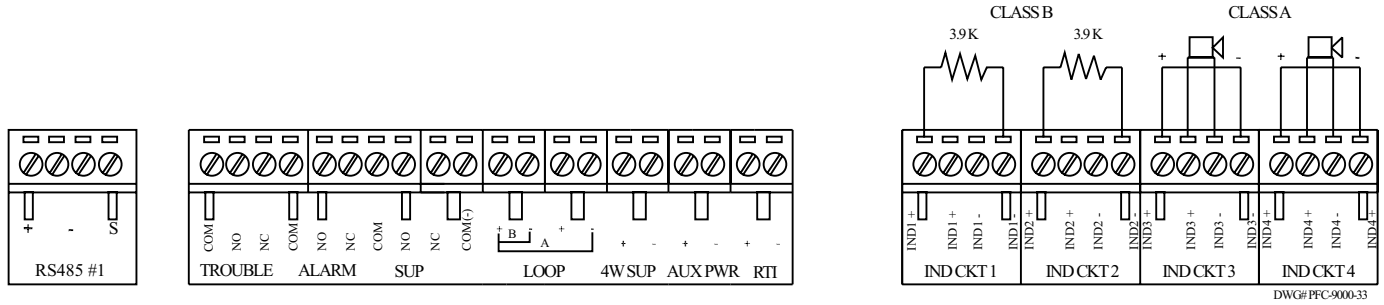 CLASS B CLASS A
3.9 K 3.9 K + - + -
+ - S
COM NO NC COM NO NC COM NO NC COM(-)
+ - + -
B
A
+ - + - + -
IND1 + IND1 + IND1 - IND1 - IND2 + IND2 + IND2 - IND2 - IND3 + IND3 + IND3 - IND3 - IND4 + IND4 + IND4 - IND4 +
RS485 #1
TROUBLE ALARM SUP LOOP 4W SUP AUX PWR RTI
IND CKT 1 IND CKT 2 IND CKT 3 IND CKT 4
DWG# PFC-9000-33